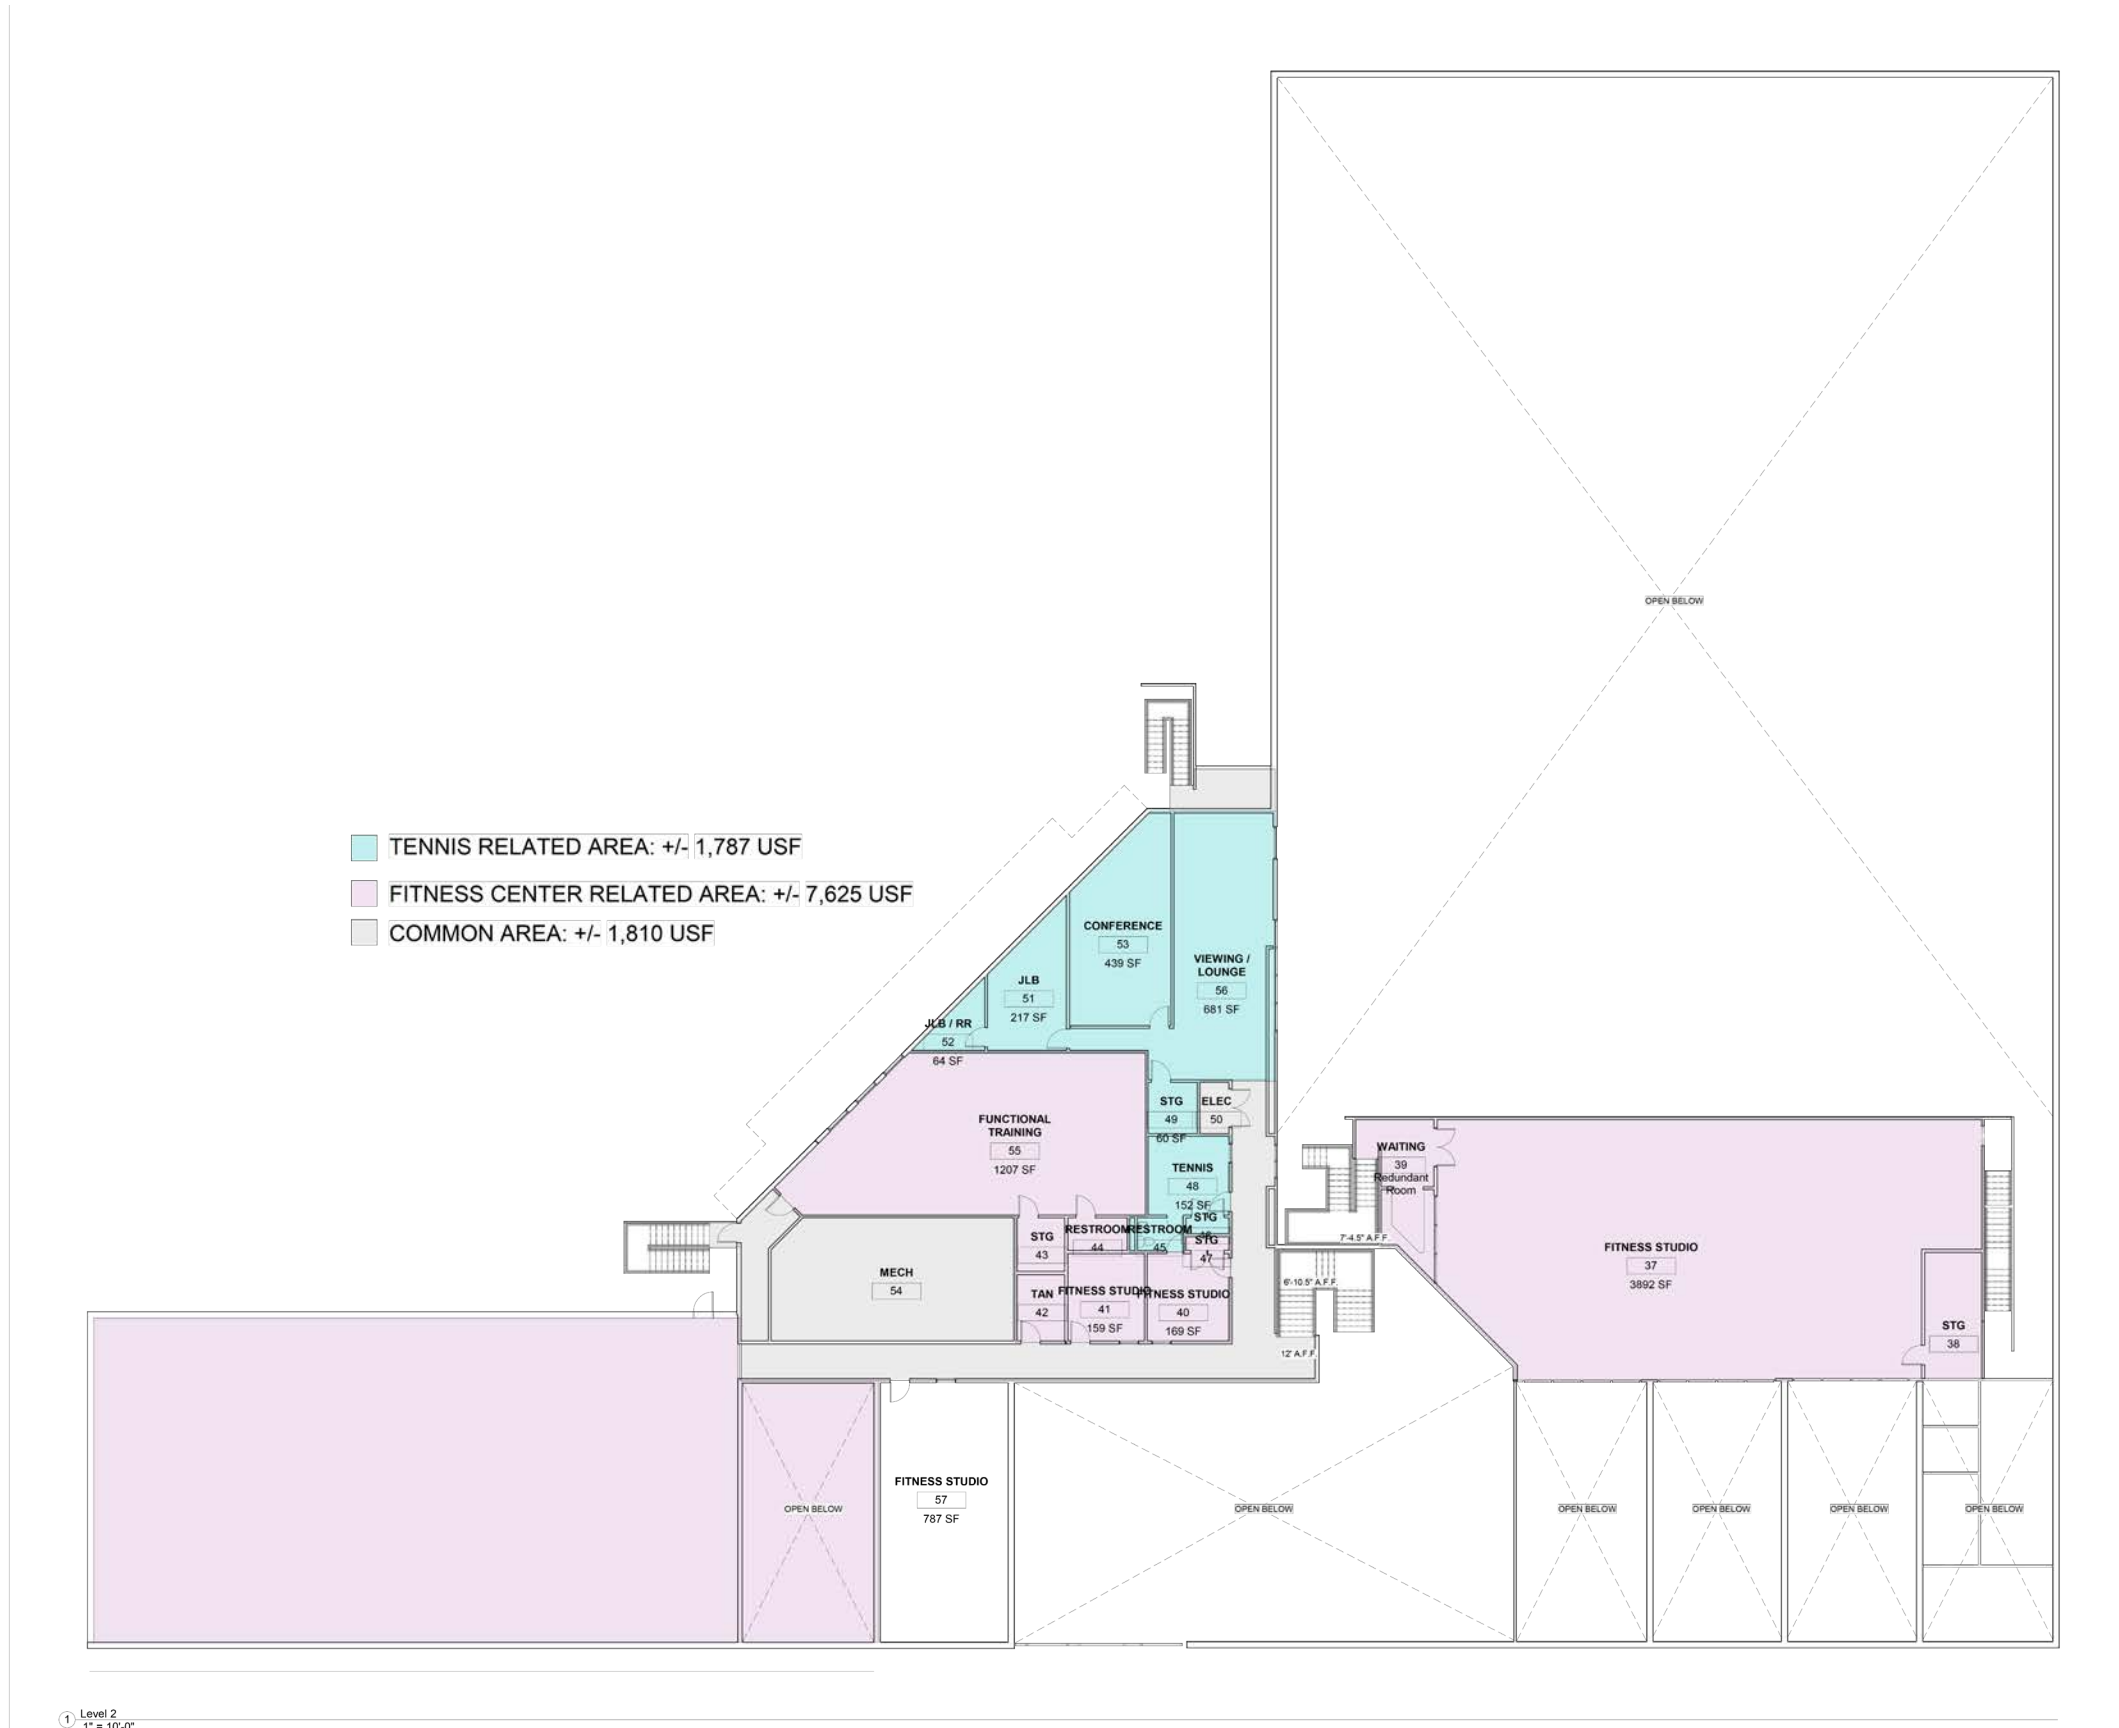 OPEN BELOW
TENNIS RELATED AREA: +/- 1,787 USF
FITNESS CENTER RELATED AREA: +/- 7,625 USF
COMMON AREA: +/- 1,810 USF
CONFERENCE
53
439 SF
VIEWING /
LOUNGE
56
681 SF
JLB
51
217 SF
JLB / RR
52
64 SF
STG
49
60 SF
ELEC
50
FUNCTIONAL
TRAINING
55
1207 SF
TENNIS
48
152 SF
STG
STG
47
RESTROOM
44
RESTROOM
45
STG
43
MECH
54
TAN
42
FITNESS STUDIO
41
159 SF
FITNESS STUDIO
40
169 SF
WAITING
39
Redundant
Room
7'-4.5" A.F.F.
6'-10.5" A.F.F.
12' A.F.F.
FITNESS STUDIO
37
3892 SF
STG
38
OPEN BELOW
FITNESS STUDIO
57
787 SF
OPEN BELOW
OPEN BELOW
OPEN BELOW
OPEN BELOW
OPEN BELOW
1 Level 2
1" = 10'-0"